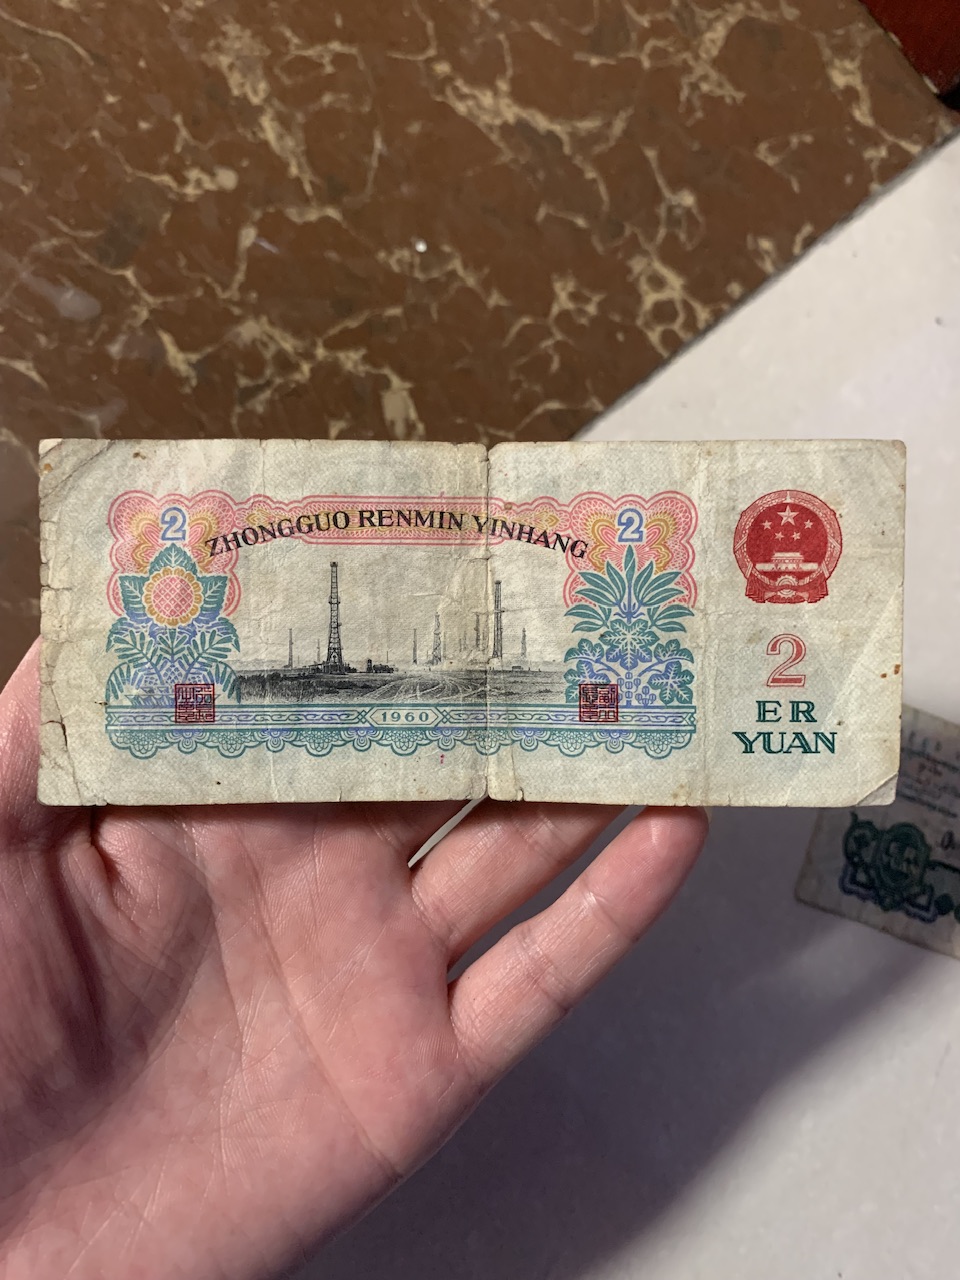 2
ZHONGGUO RENMIN YINHANG
2
1960
2
ER
YUAN